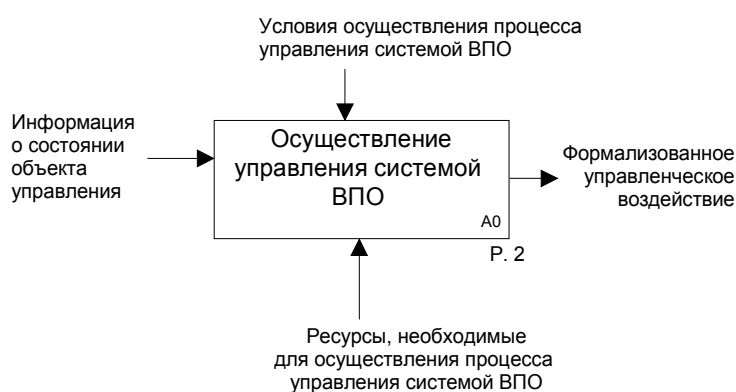 Условия осуществления процесса
управления системой ВПО
Информация
о состоянии
объекта
управления
Осуществление
управления системой
ВПО
А0
Р. 2
Формализованное
управленческое
воздействие
Ресурсы, необходимые
для осуществления процесса
управления системой ВПО